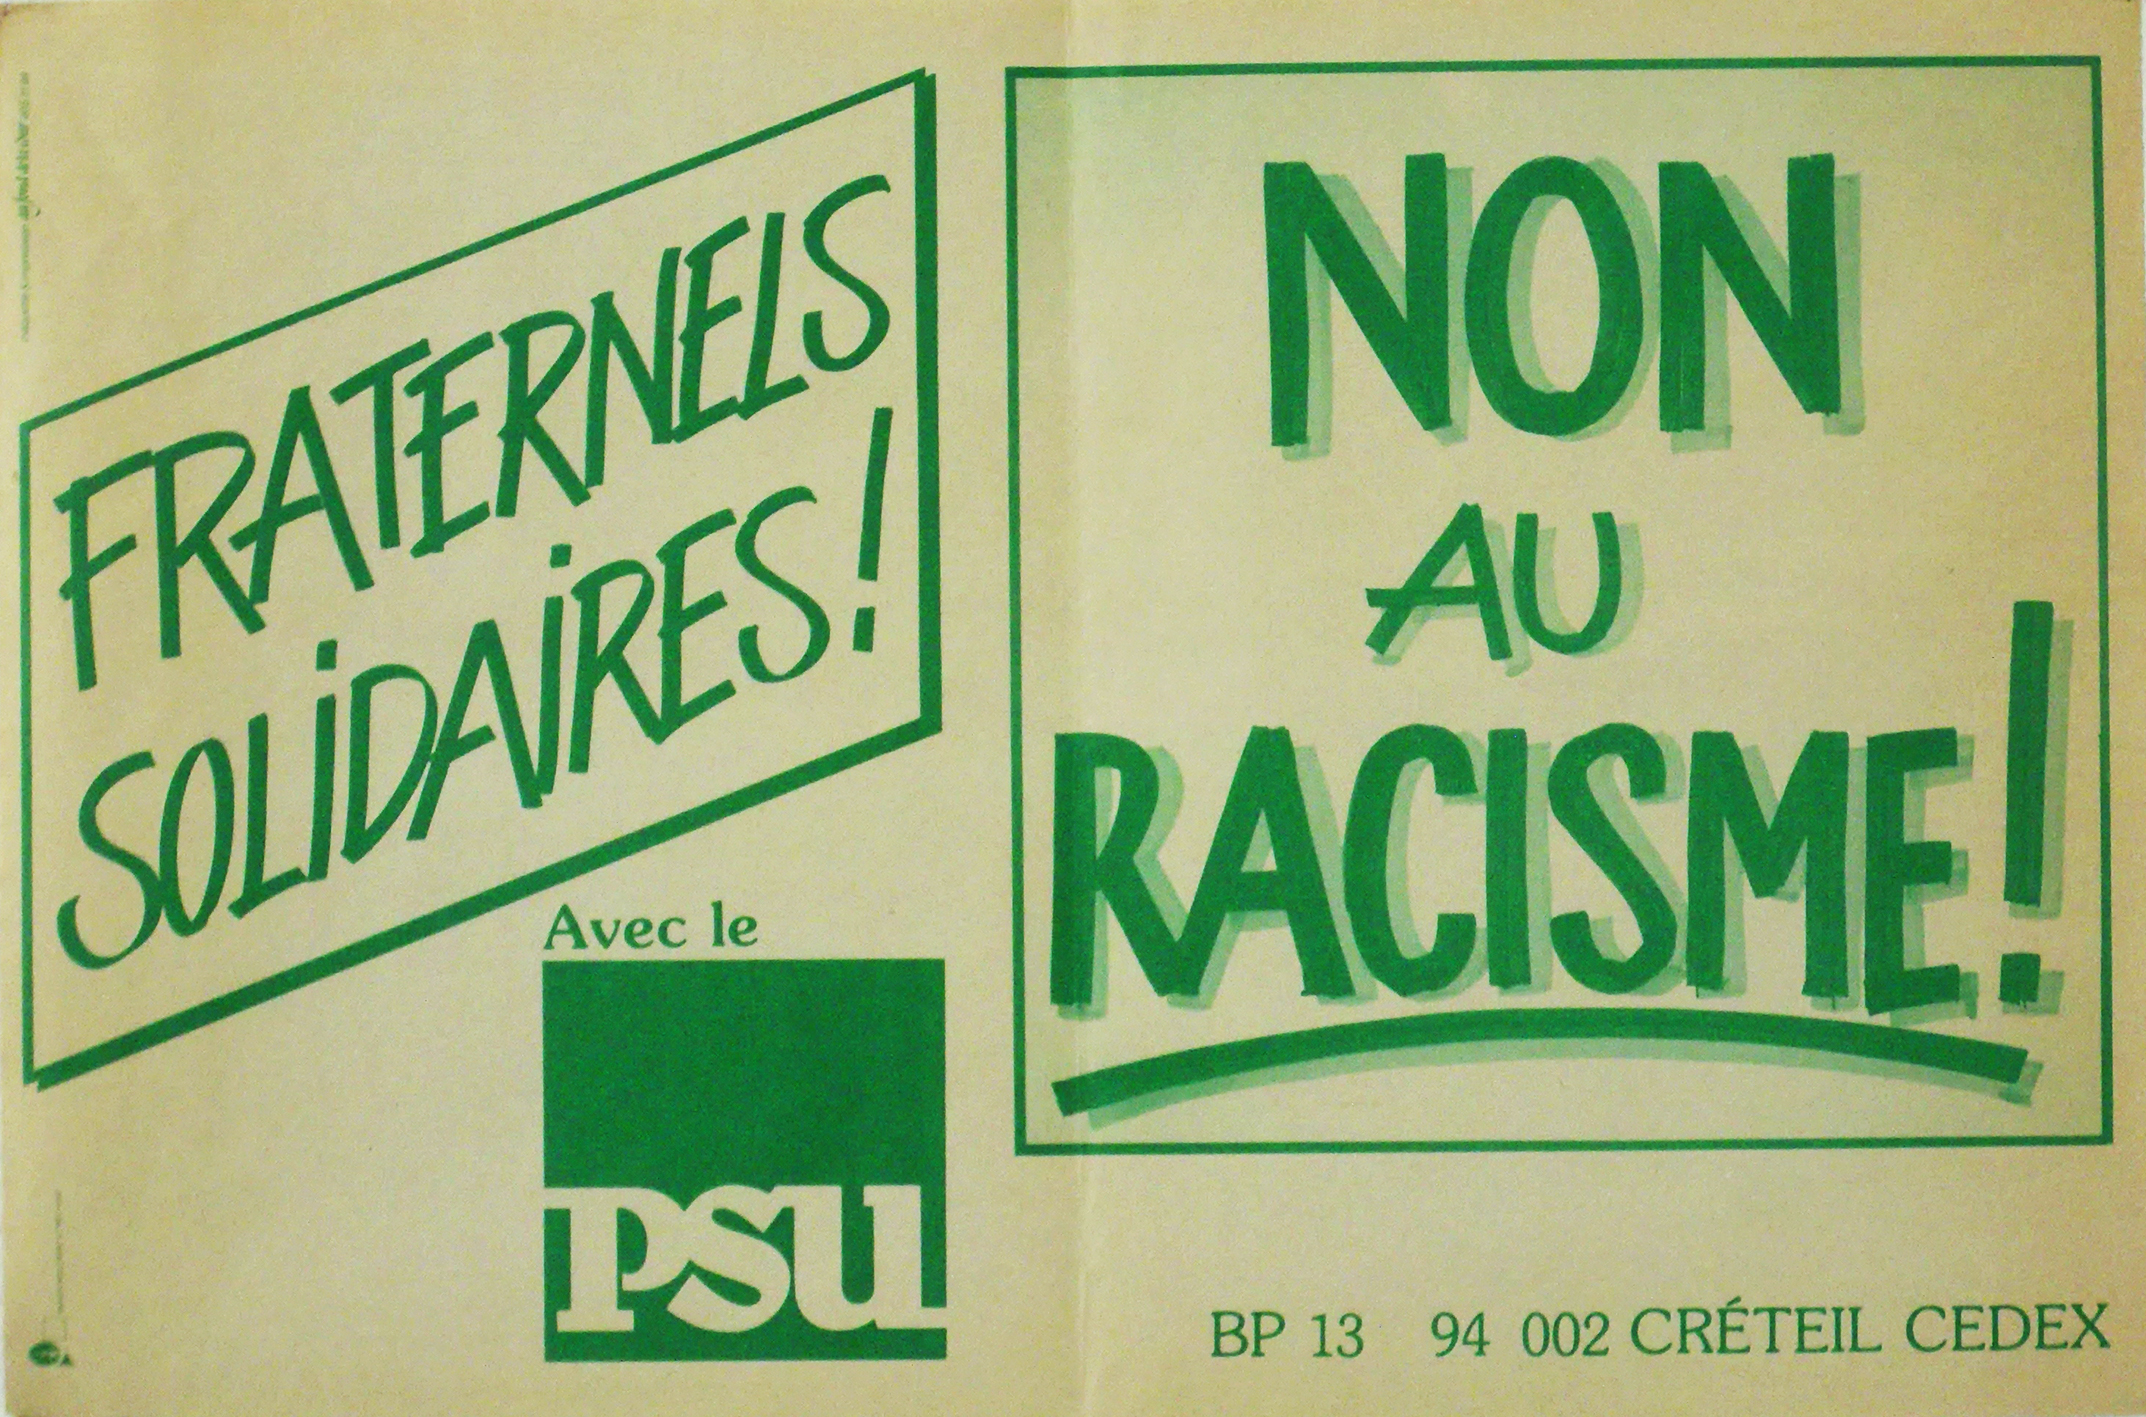 FRATERNELS
SOLiDAiRES!
Avec le
psu
NON
AU
RACISME!
BP 13 94 002 CRÉTEIL CEDEX